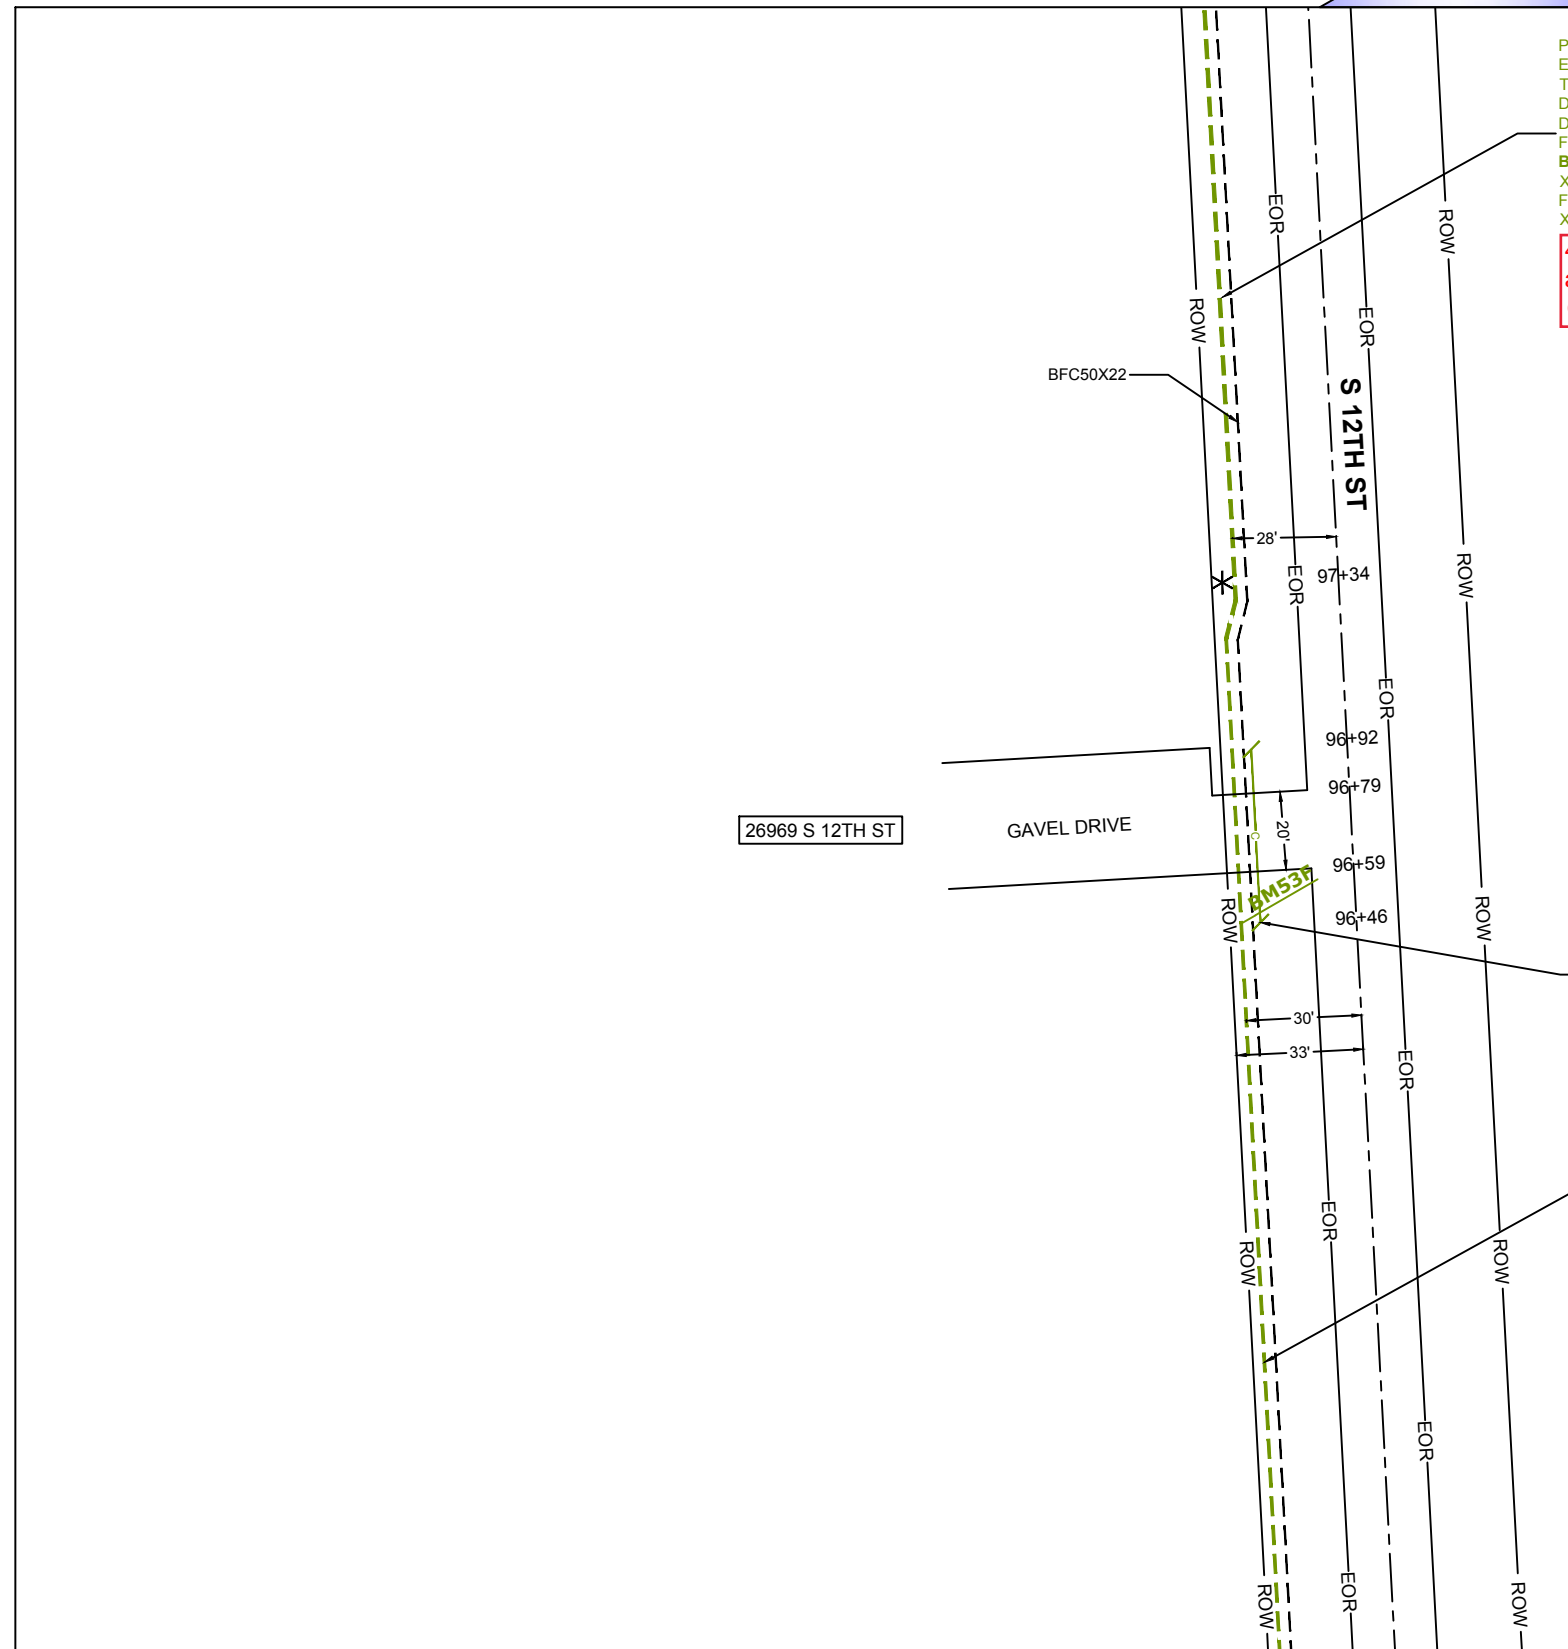 P
E
T
D
D
F
B
X
F
X
ROW
EOR
ROW
EOR
BFC50X22
S 12TH ST
28'
97+34
EOR
ROW
EOR
96+92
96+79
26969 S 12TH ST
GAVEL DRIVE
20'
C
96+59
BM53F
96+46
ROW
ROW
30'
33'
EOR
EOR
ROW
ROW
EOR
EOR
ROW
ROW